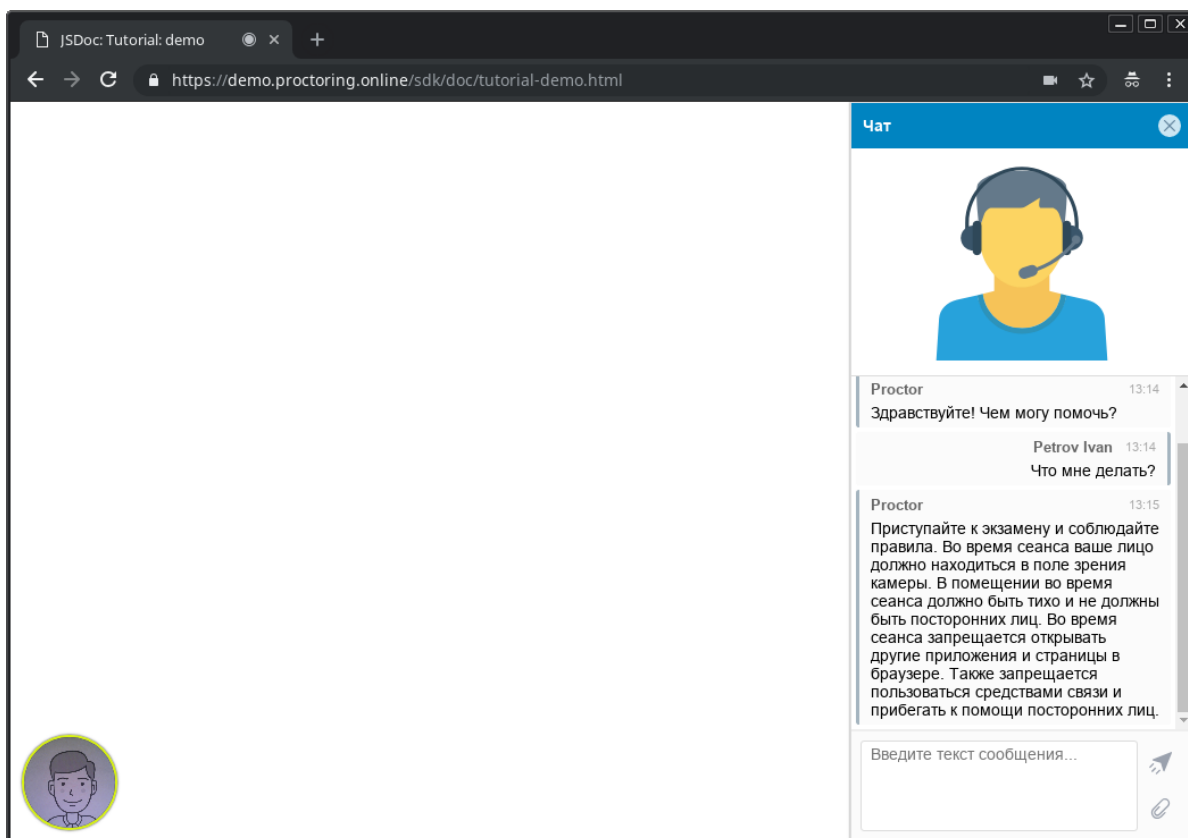 JSDoc: Tutorial: demo
https://demo.proctoring.online/sdk/doc/tutorial-demo.html
Чат
Proctor 13:14
Здравствуйте! Чем могу помочь?
Petrov Ivan 13:14
Что мне делать?
Proctor 13:15
Приступайте к экзамену и соблюдайте
правила. Во время сеанса ваше лицо
должно находиться в поле зрения
камеры. В помещении во время
сеанса должно быть тихо и не должны
быть посторонних лиц. Во время
сеанса запрещается открывать
другие приложения и страницы в
браузере. Также запрещается
пользоваться средствами связи и
прибегать к помощи посторонних лиц.
Введите текст сообщения...